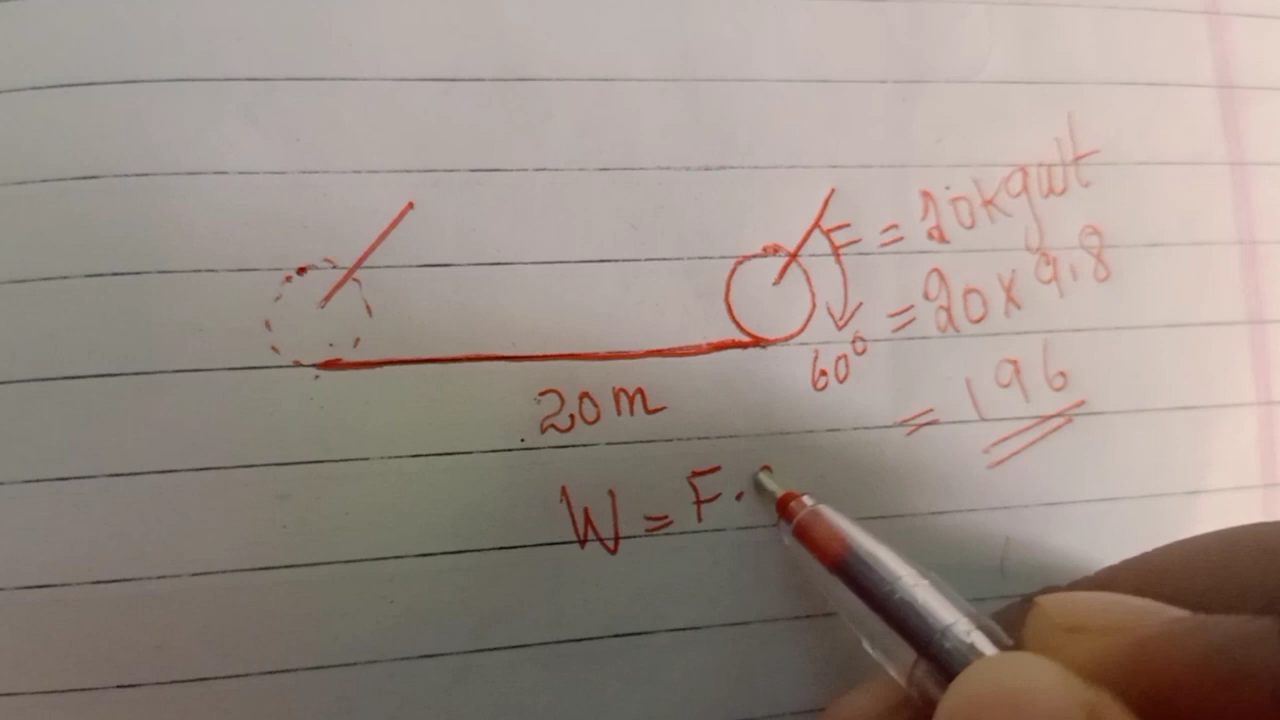 F = 20kgwt
= 20 x 9.8
60°
= 196
20m
W = F.